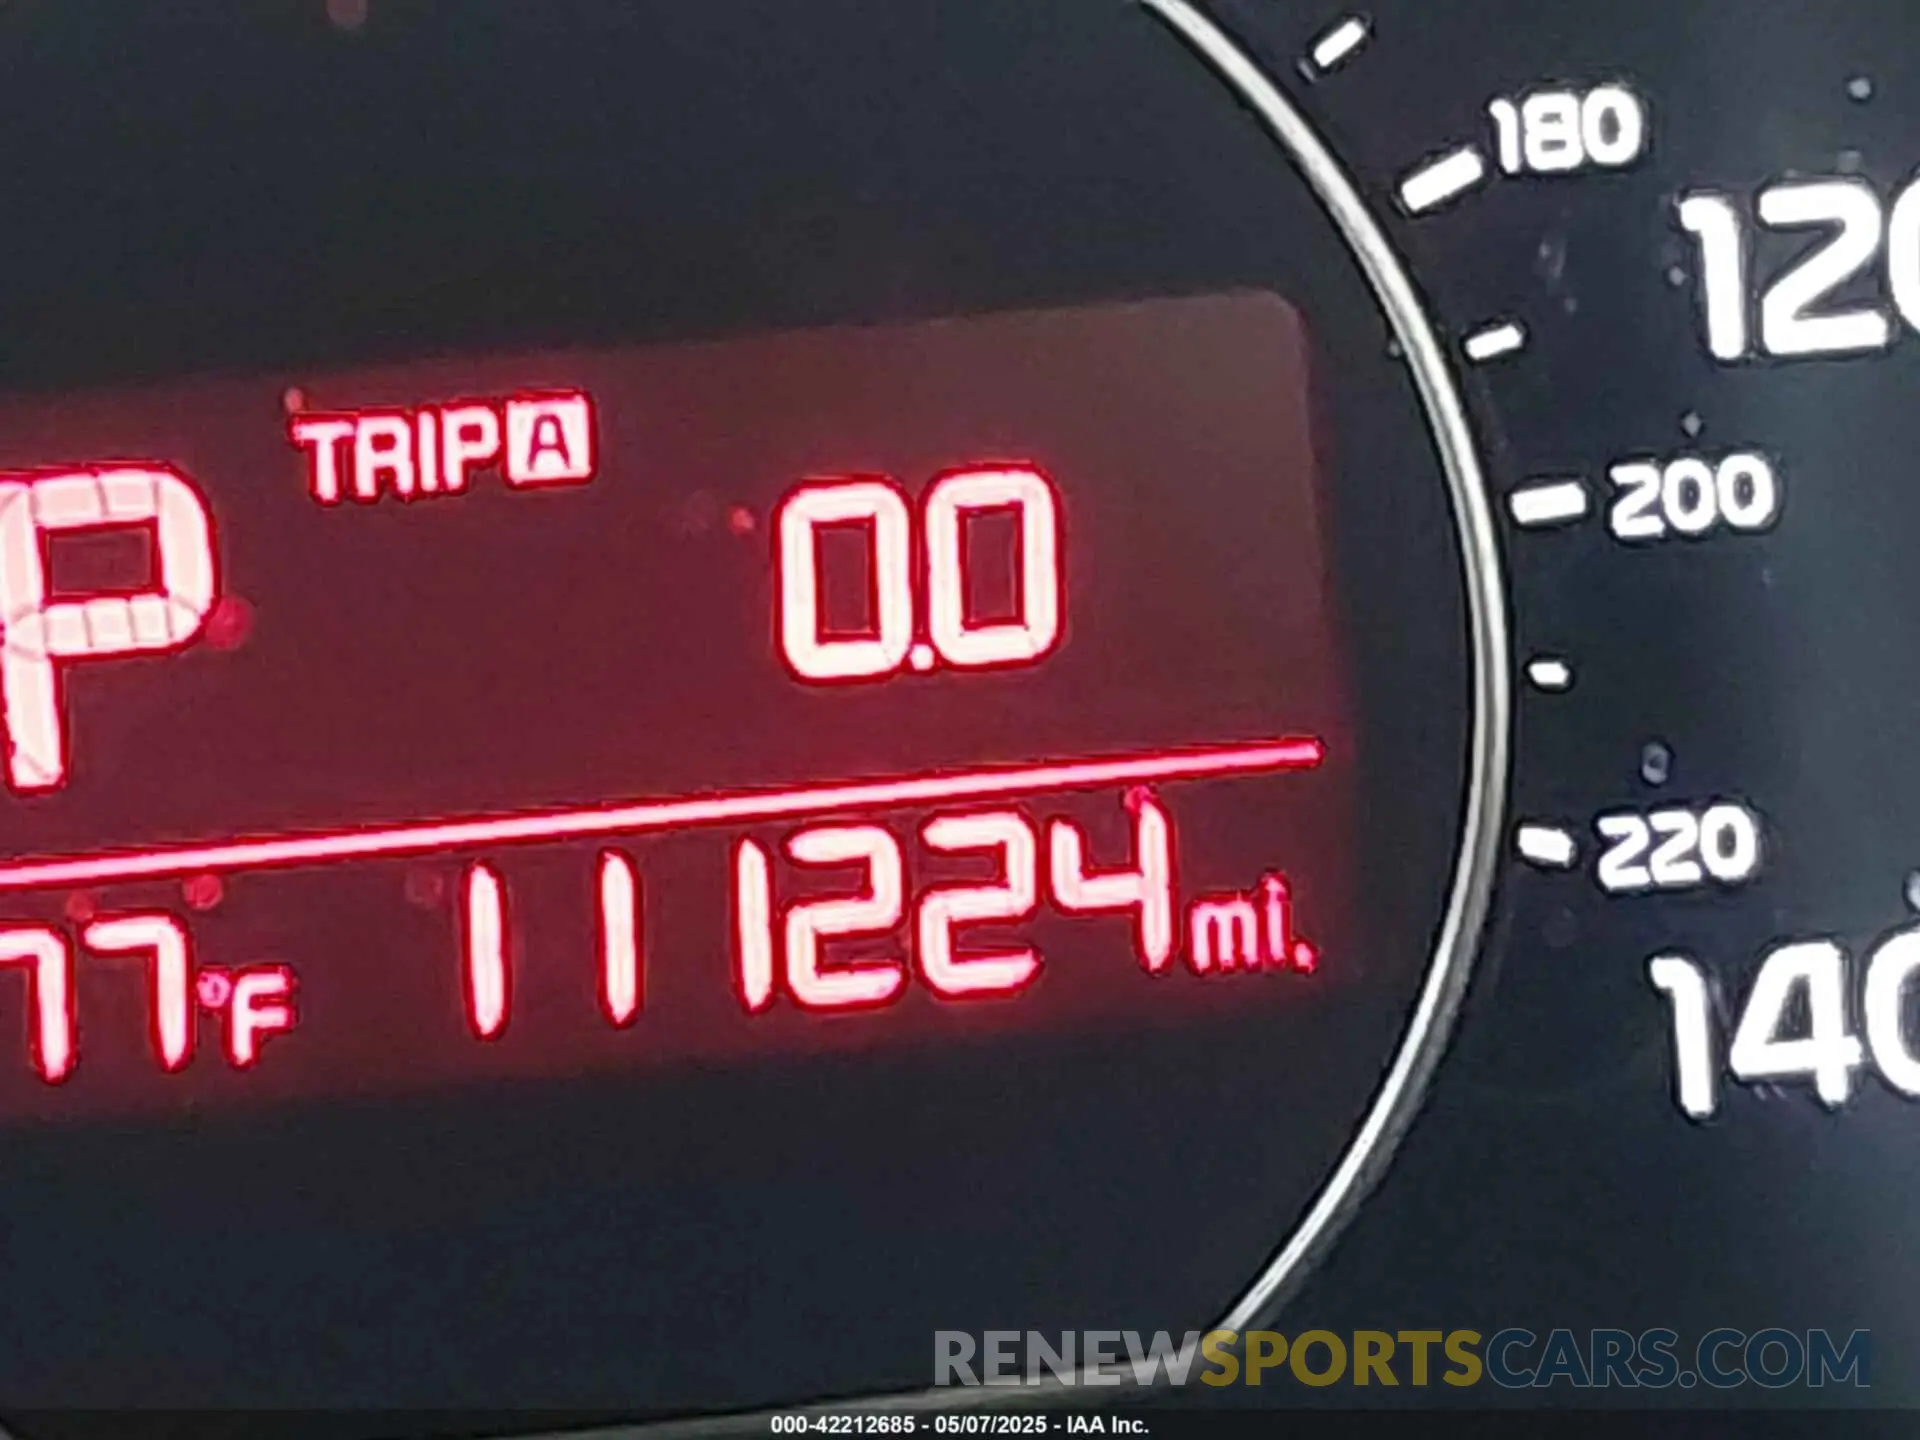 180
120
TRIP A
P
0.0
200
220
77°F
111224 mi.
140
RENEWSPORTSCARS.COM
000-42212685 - 05/07/2025 - IAA Inc.